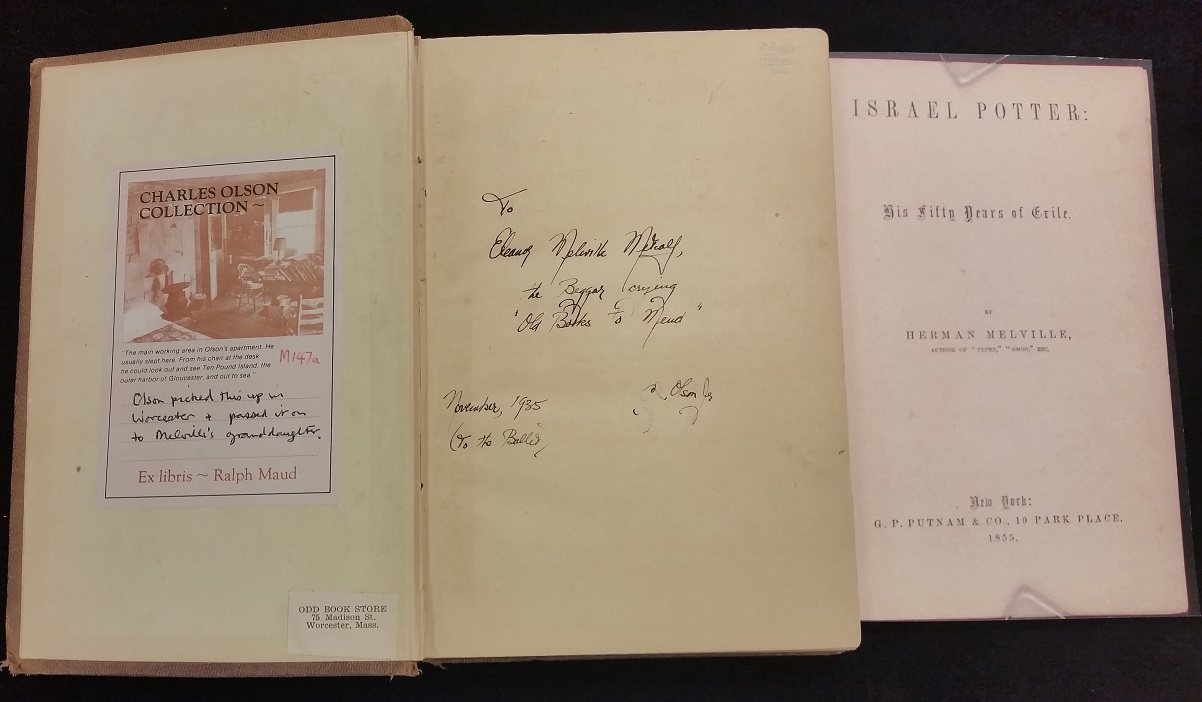 CHARLES OLSON
COLLECTION ~
"The main working area in Olson's apartment. He
usually slept here. From his chair at the desk
he could look out and see Ten Pound Island, the
outer harbor of Gloucester, and out to sea."
M147a
Olson picked this up in
Worcester + passed it on
to Melville's granddaughter.
Ex libris ~ Ralph Maud
ODD BOOK STORE
75 Madison St.
Worcester, Mass.
To
Eleanor Melville Metcalf,
the Beggar crying
"Old Books to Mend"
Olson Jr
November, 1935
(To the
ISRAEL POTTER:
His Fifty Years of Exile.
BY
HERMAN MELVILLE,
AUTHOR OF "TYPEE," "OMOO," ETC.
New York:
G. P. PUTNAM & CO., 10 PARK PLACE.
1855.